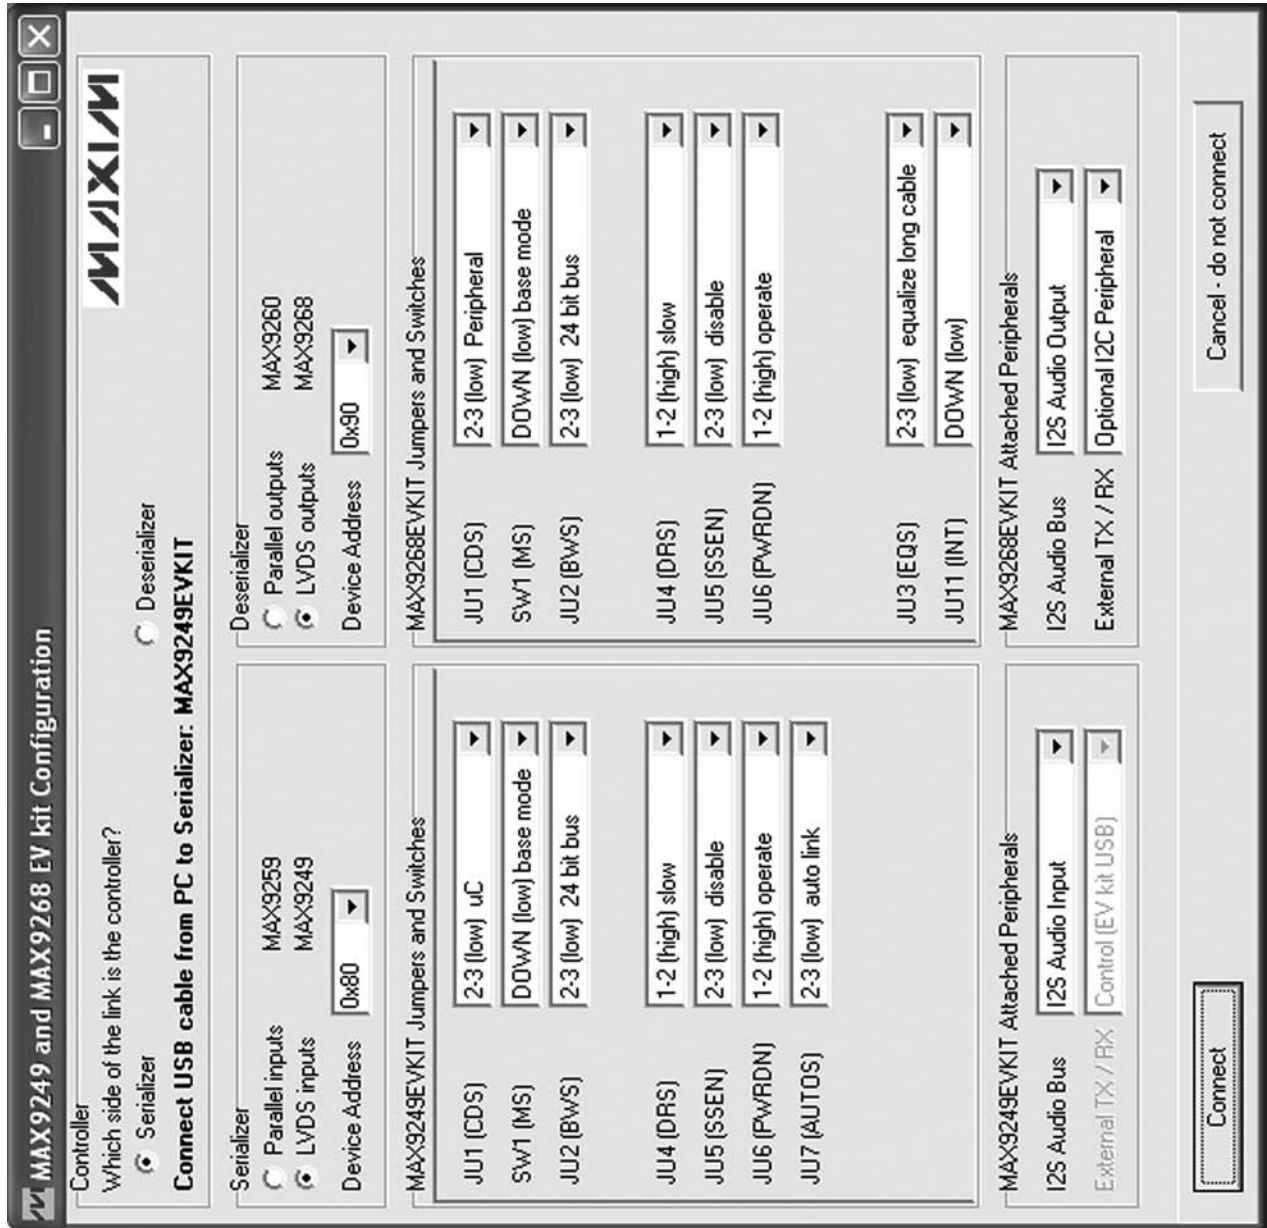 MAX9249 and MAX9268 EV kit Configuration
Controller
Which side of the link is the controller?
Serializer
Deserializer
Connect USB cable from PC to Serializer: MAX9249EVKIT
MAXIM
Serializer
Parallel inputs MAX9259
LVDS inputs MAX9249
Device Address 0x80
MAX9249EVKIT Jumpers and Switches
JU1 (CDS) 2-3 (low) uC
SW1 (MS) DOWN (low) base mode
JU2 (BWS) 2-3 (low) 24 bit bus
JU4 (DRS) 1-2 (high) slow
JU5 (SSEN) 2-3 (low) disable
JU6 (PWRDN) 1-2 (high) operate
JU7 (AUTOS) 2-3 (low) auto link
MAX9249EVKIT Attached Peripherals
I2S Audio Bus I2S Audio Input
External TX / RX Control (EV kit USB)
Deserializer
Parallel outputs MAX9260
LVDS outputs MAX9268
Device Address 0x90
MAX9268EVKIT Jumpers and Switches
JU1 (CDS) 2-3 (low) Peripheral
SW1 (MS) DOWN (low) base mode
JU2 (BWS) 2-3 (low) 24 bit bus
JU4 (DRS) 1-2 (high) slow
JU5 (SSEN) 2-3 (low) disable
JU6 (PWRDN) 1-2 (high) operate
JU3 (EQS) 2-3 (low) equalize long cable
JU11 (INT) DOWN (low)
MAX9268EVKIT Attached Peripherals
I2S Audio Bus I2S Audio Output
External TX / RX Optional I2C Peripheral
Connect
Cancel - do not connect